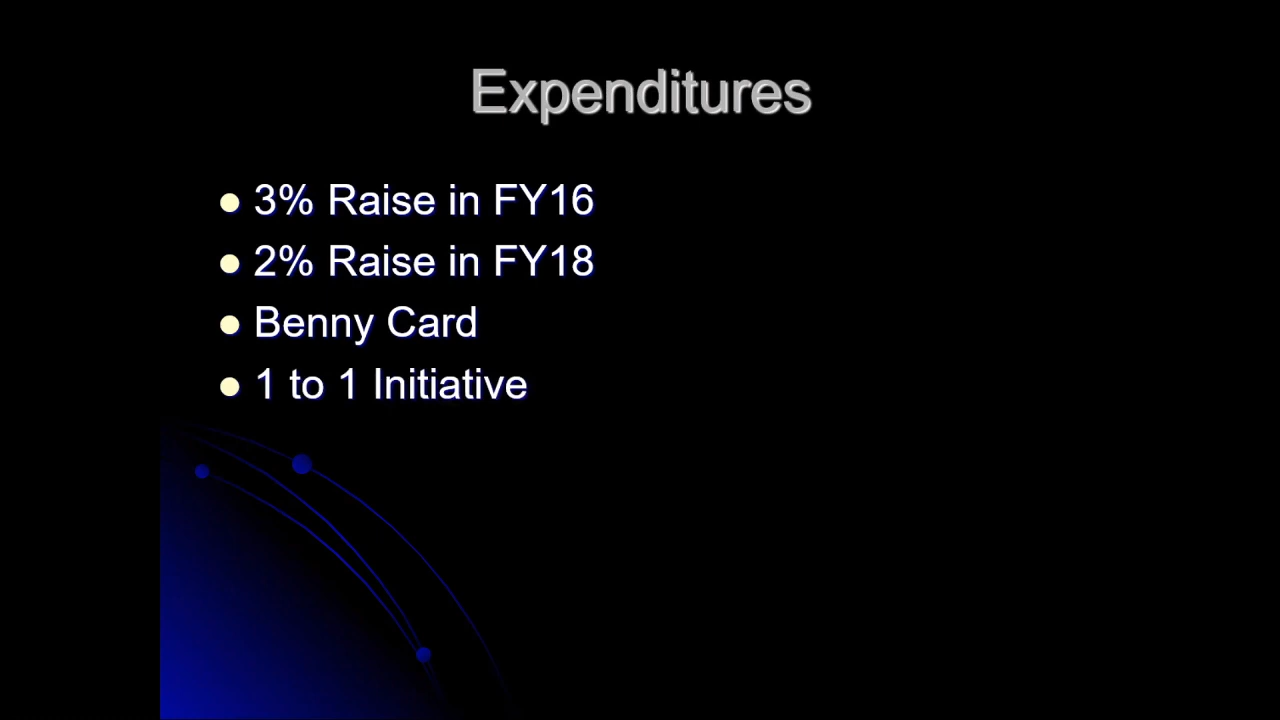 Expenditures
3% Raise in FY16
2% Raise in FY18
Benny Card
1 to 1 Initiative